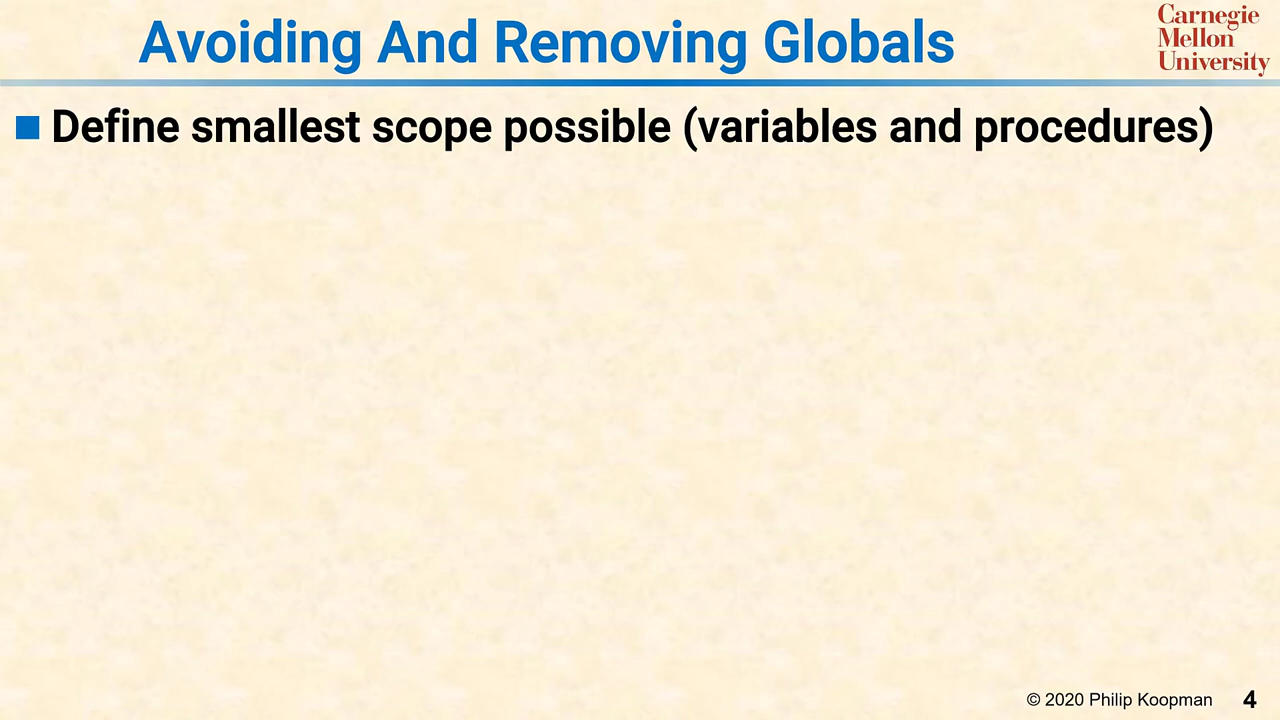 Avoiding And Removing Globals
Carnegie
Mellon
University
Define smallest scope possible (variables and procedures)
© 2020 Philip Koopman 4